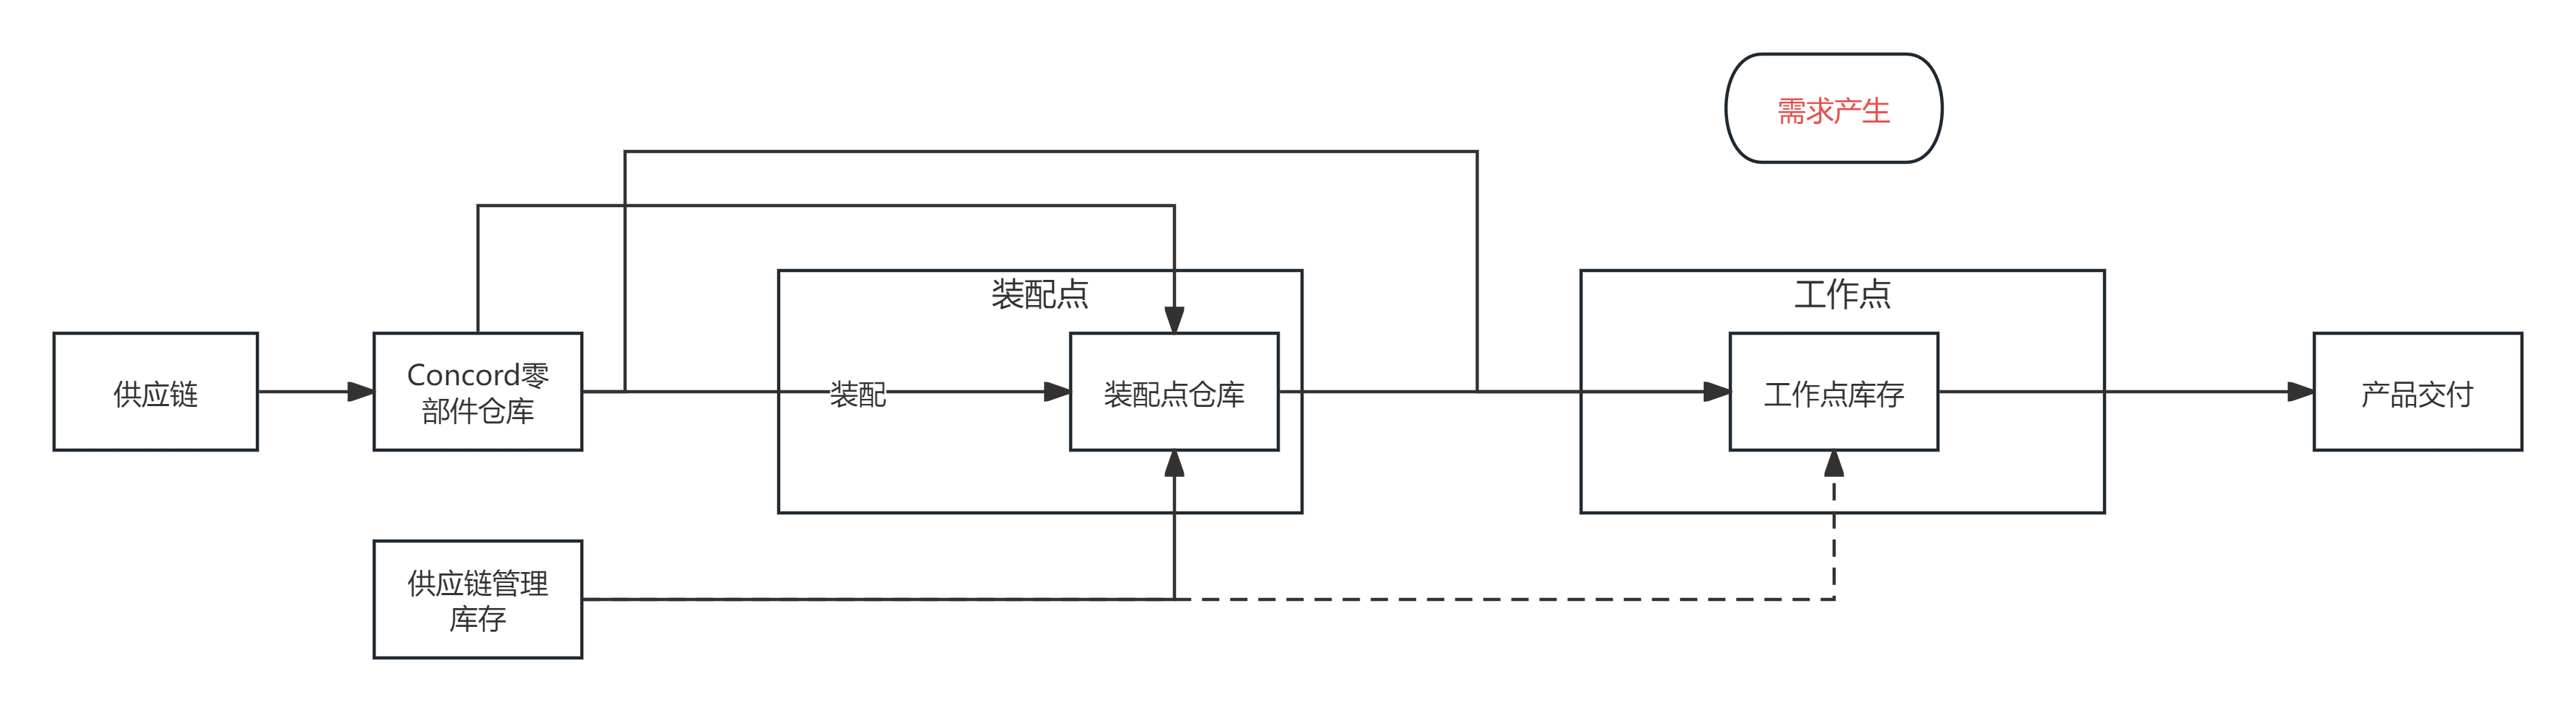 需求产生
装配点
工作点
供应链
Concord零
部件仓库
装配
装配点仓库
工作点库存
产品交付
供应链管理
库存